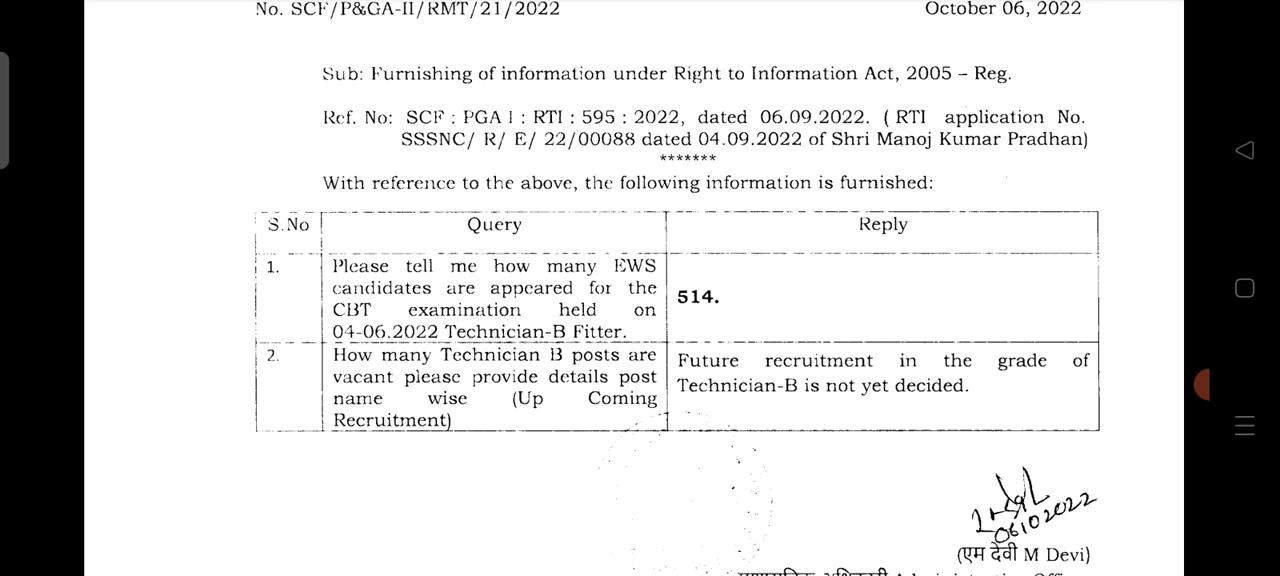 No. SCF/P&GA-II/RMT/21/2022 October 06, 2022
Sub: Furnishing of information under Right to Information Act, 2005 – Reg.
Ref. No: SCF : PGA I : RTI : 595 : 2022, dated 06.09.2022. ( RTI application No.
SSSNC/ R/ E/ 22/00088 dated 04.09.2022 of Shri Manoj Kumar Pradhan)
*******
With reference to the above, the following information is furnished:
S.No Query Reply
1. Please tell me how many EWS
candidates are appeared for the
CBT examination held on
04-06.2022 Technician-B Fitter.
514.
2. How many Technician B posts are
vacant please provide details post
name wise (Up Coming
Recruitment)
Future recruitment in the grade of
Technician-B is not yet decided.
06102022
(एम देवी M Devi)